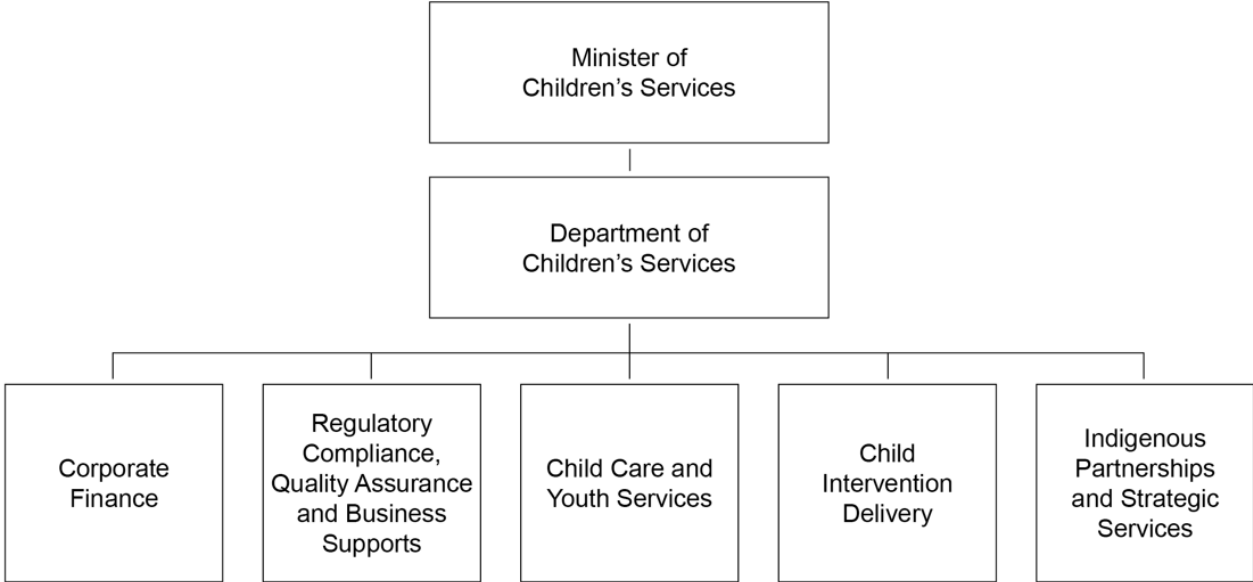 Minister of
Children’s Services
Department of
Children’s Services
Corporate
Finance
Regulatory
Compliance,
Quality Assurance
and Business
Supports
Child Care and
Youth Services
Child
Intervention
Delivery
Indigenous
Partnerships
and Strategic
Services